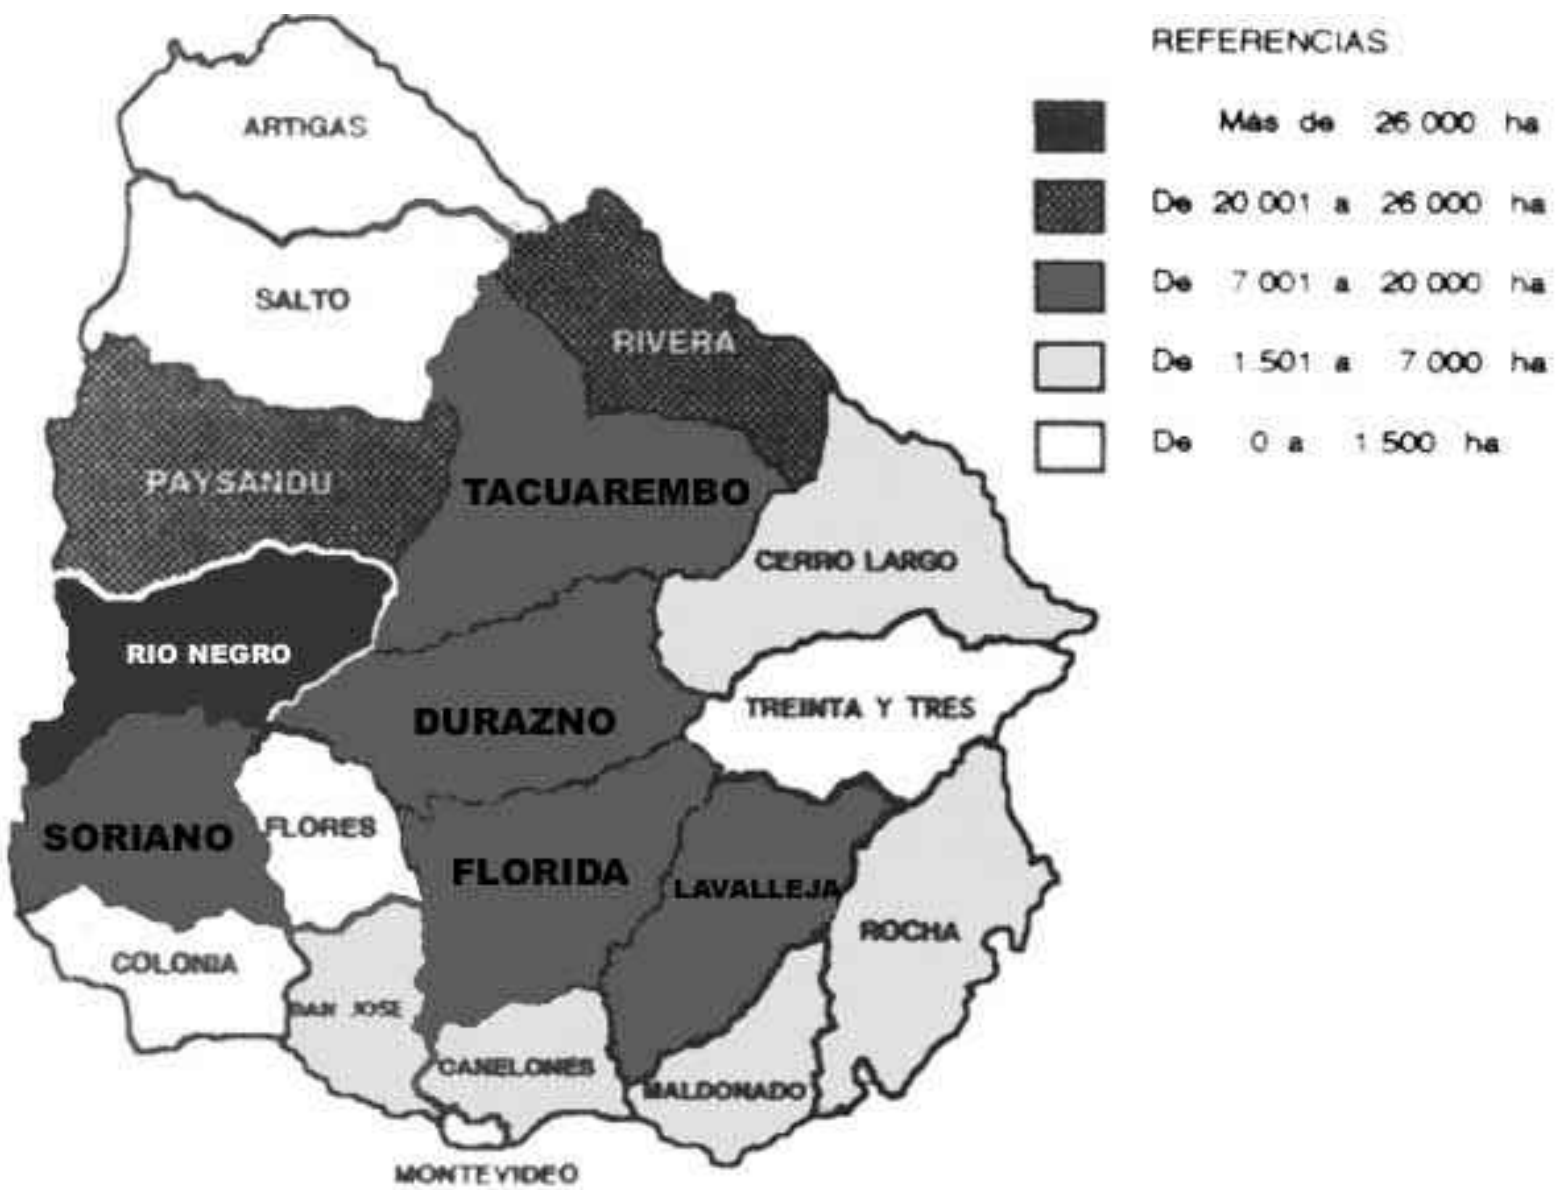 REFERENCIAS
Más de 26 000 ha
De 20 001 a 26 000 ha
De 7 001 a 20 000 ha
De 1.501 a 7 000 ha
De 0 a 1 500 ha
ARTIGAS
SALTO
RIVERA
PAYSANDU
TACUAREMBO
CERRO LARGO
RIO NEGRO
DURAZNO
TREINTA Y TRES
SORIANO
FLORES
FLORIDA
LAVALLEJA
ROCHA
COLONIA
SAN JOSE
CANELONES
MALDONADO
MONTEVIDEO